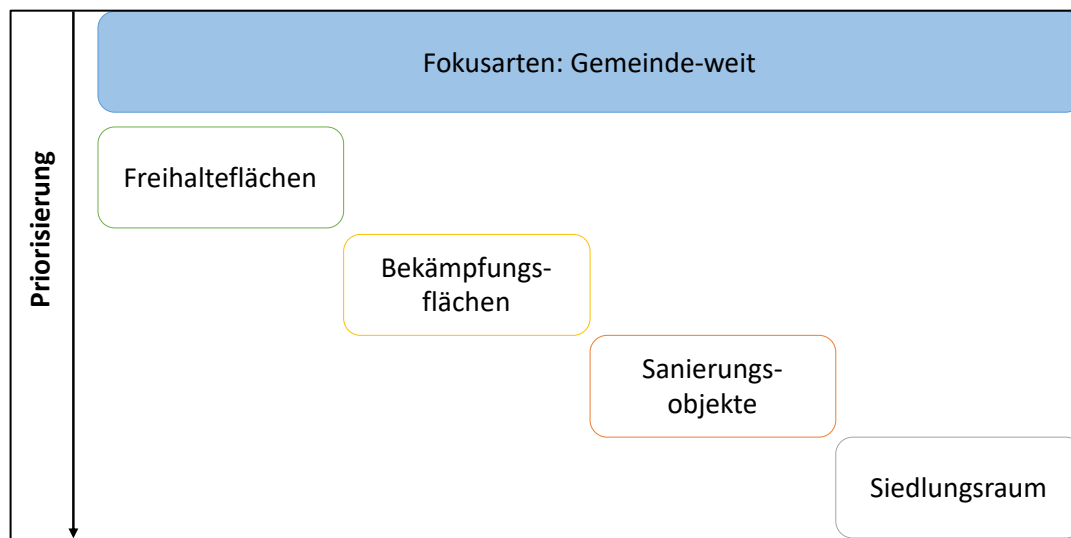 Fokusarten: Gemeinde-weit
Priorisierung
Freihalteflächen
Bekämpfungs-
flächen
Sanierungs-
objekte
Siedlungsraum